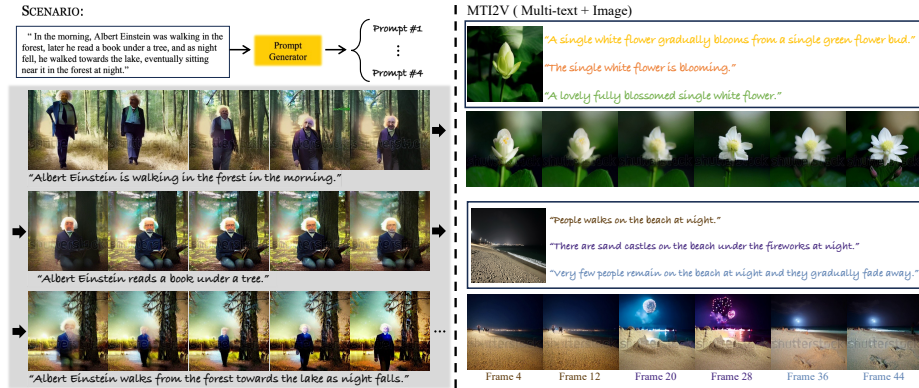 SCENARIO:
" In the morning, Albert Einstein was walking in the
forest, later he read a book under a tree, and as night
fell, he walked towards the lake, eventually sitting
near it in the forest at night."
Prompt
Generator
Prompt #1
⋮
Prompt #4
"Albert Einstein is walking in the forest in the morning."
"Albert Einstein reads a book under a tree."
...
"Albert Einstein walks from the forest towards the lake as night falls."
MTI2V ( Multi-text + Image)
"A single white flower gradually blooms from a single green flower bud."
"The single white flower is blooming."
"A lovely fully blossomed single white flower."
"People walks on the beach at night."
"There are sand castles on the beach under the fireworks at night."
"Very few people remain on the beach at night and they gradually fade away."
Frame 4 Frame 12 Frame 20 Frame 28 Frame 36 Frame 44